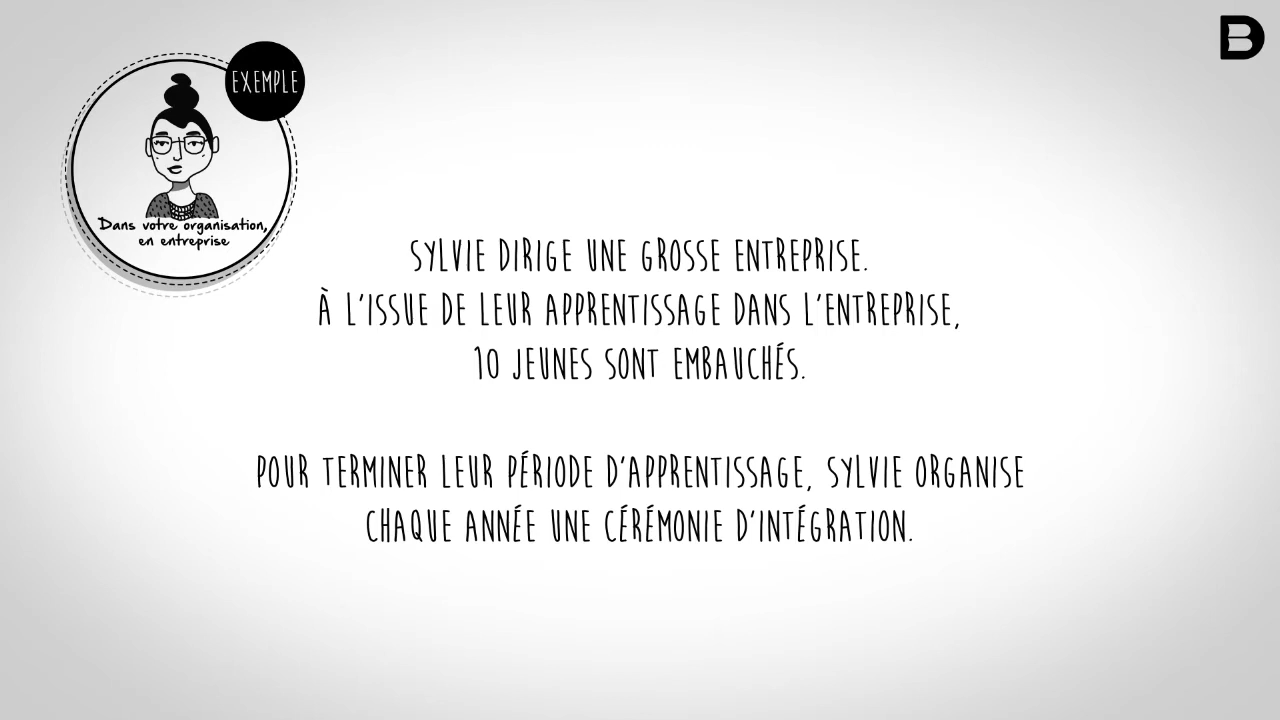 EXEMPLE
Dans votre organisation,
en entreprise
SYLVIE DIRIGE UNE GROSSE ENTREPRISE.
À L'ISSUE DE LEUR APPRENTISSAGE DANS L'ENTREPRISE,
10 JEUNES SONT EMBAUCHÉS.
POUR TERMINER LEUR PÉRIODE D'APPRENTISSAGE, SYLVIE ORGANISE
CHAQUE ANNÉE UNE CÉRÉMONIE D'INTÉGRATION.
B